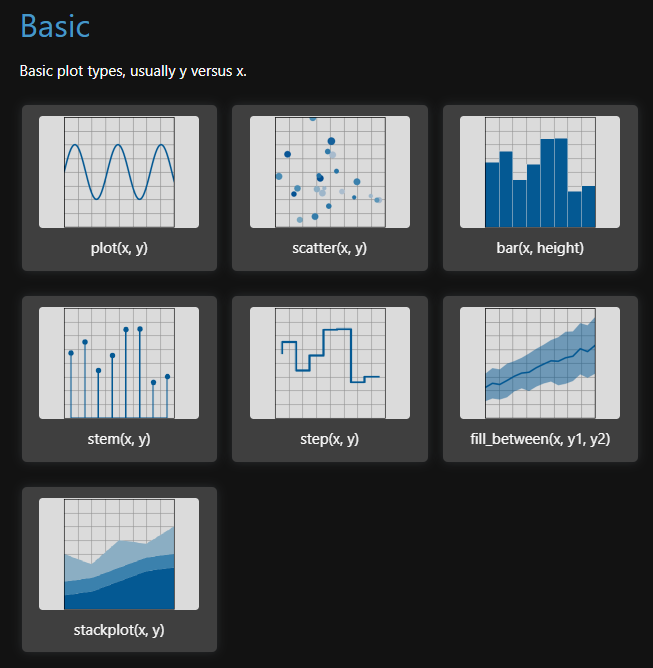 Basic
Basic plot types, usually y versus x.
plot(x, y)
scatter(x, y)
bar(x, height)
stem(x, y)
step(x, y)
fill_between(x, y1, y2)
stackplot(x, y)